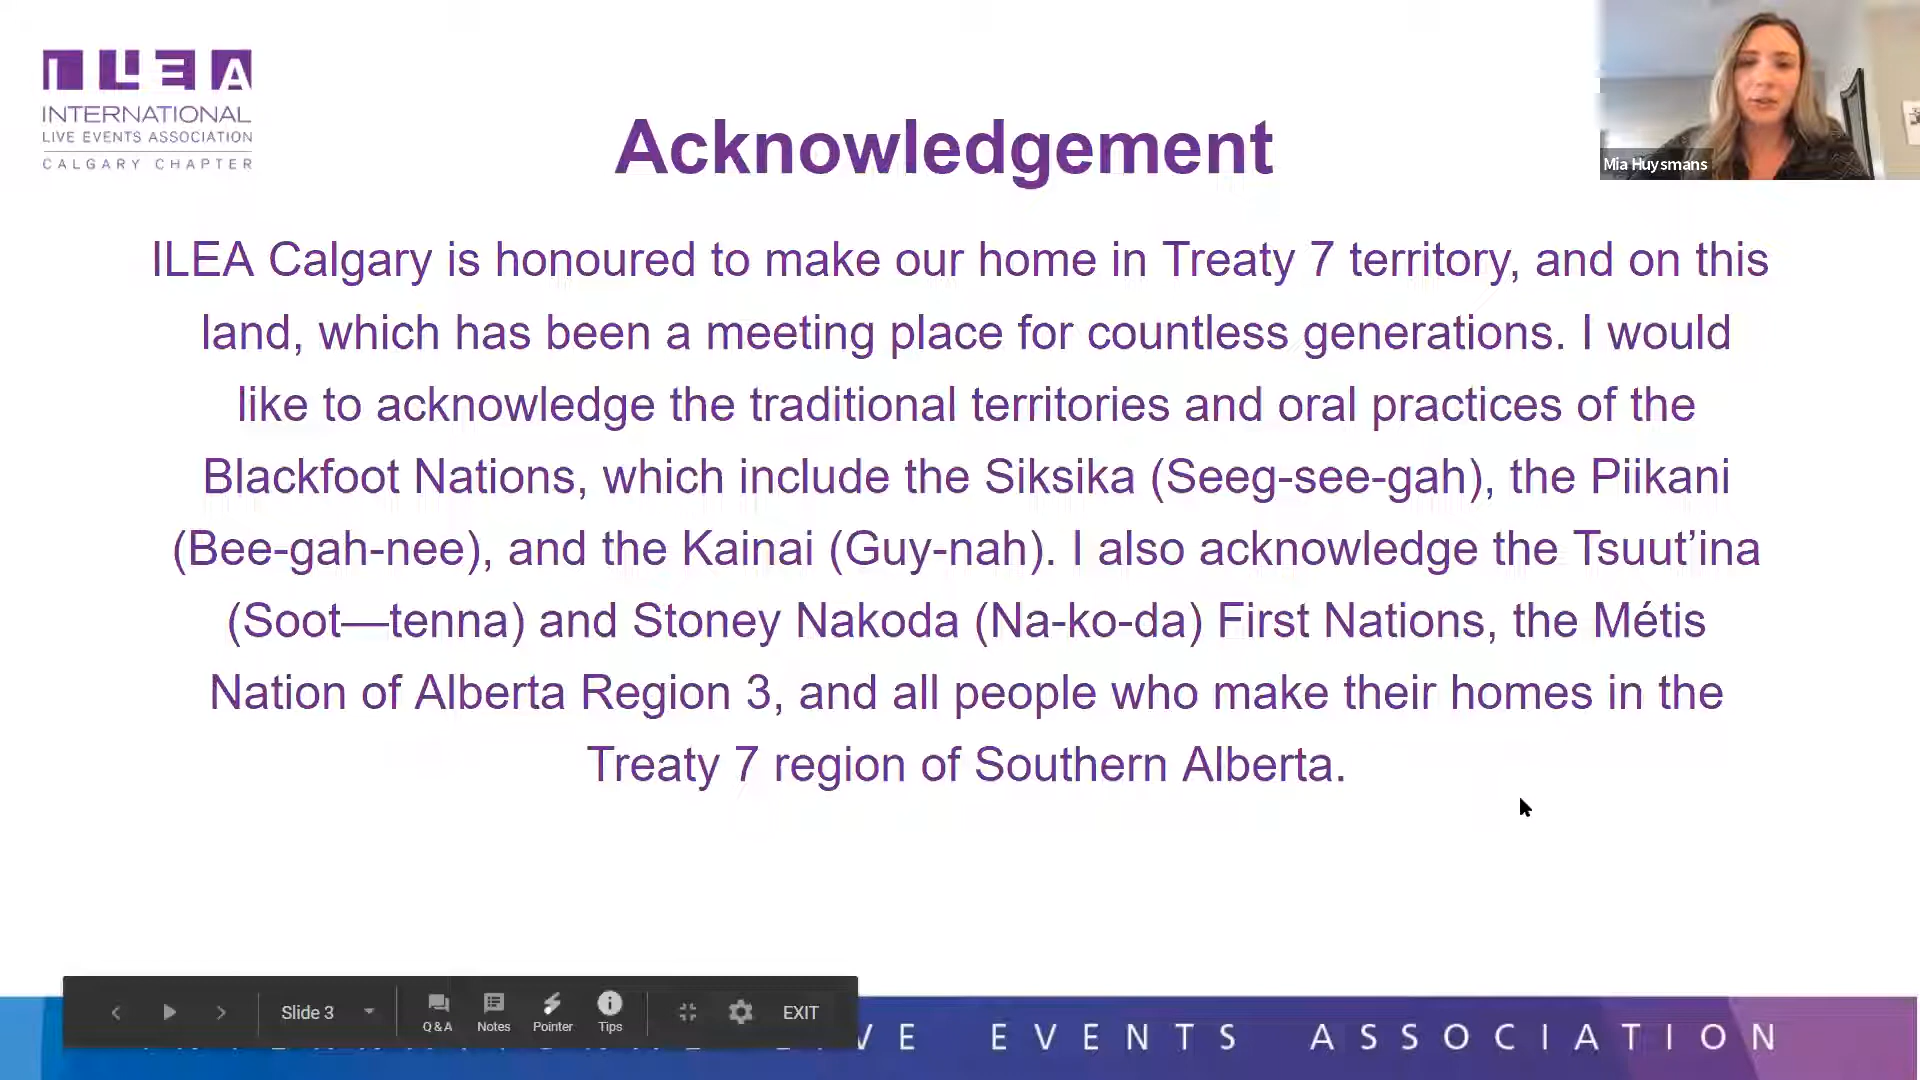 ILEA
INTERNATIONAL
LIVE EVENTS ASSOCIATION
CALGARY CHAPTER
Acknowledgement
Mia Huysmans
ILEA Calgary is honoured to make our home in Treaty 7 territory, and on this
land, which has been a meeting place for countless generations. I would
like to acknowledge the traditional territories and oral practices of the
Blackfoot Nations, which include the Siksika (Seeg-see-gah), the Piikani
(Bee-gah-nee), and the Kainai (Guy-nah). I also acknowledge the Tsuut’ina
(Soot—tenna) and Stoney Nakoda (Na-ko-da) First Nations, the Métis
Nation of Alberta Region 3, and all people who make their homes in the
Treaty 7 region of Southern Alberta.
Slide 3
Q&A
Notes
Pointer
Tips
EXIT
EVENTS ASSOCIATION